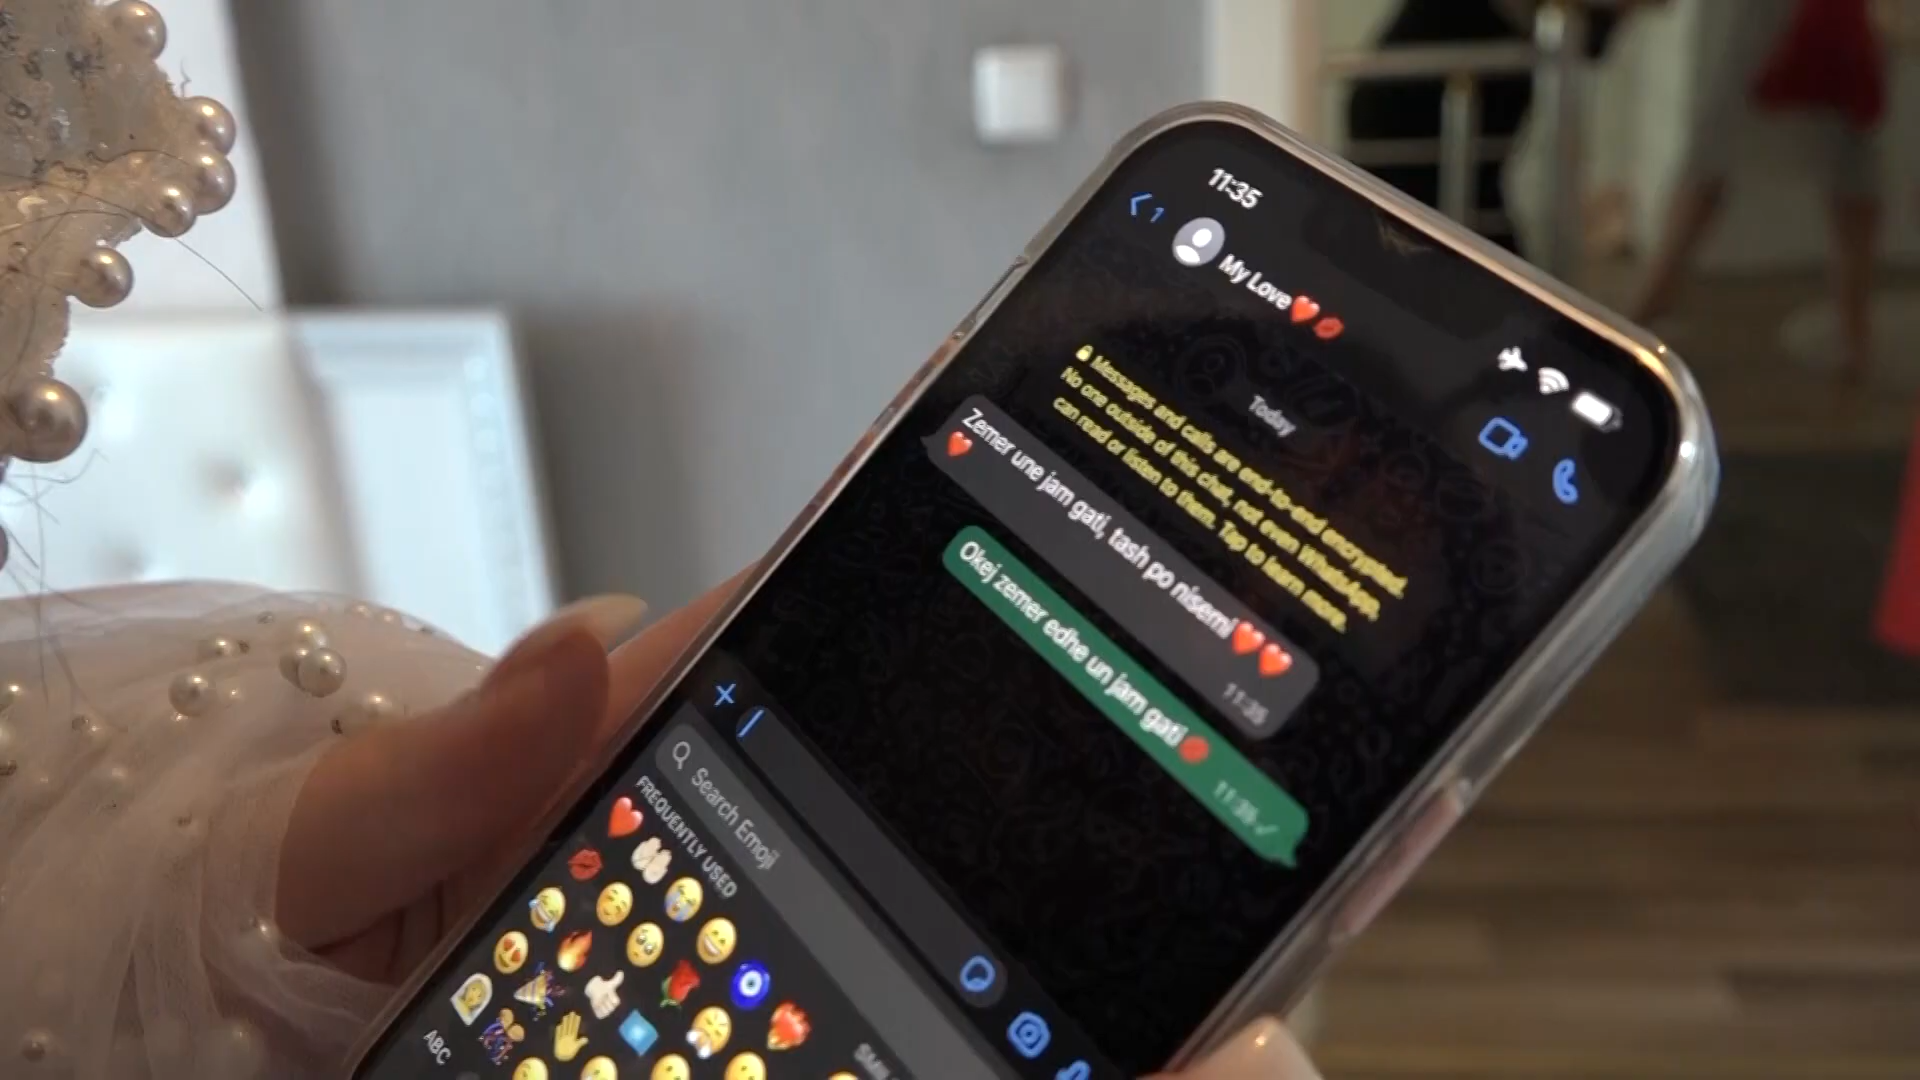 11:35
1
My Love❤️💋
🔒 Messages and calls are end-to-end encrypted.
No one outside of this chat, not even WhatsApp,
can read or listen to them. Tap to learn more.
Today
Zemer une jam gati, tash po nisemi❤️❤️
❤️
11:35
Okej zemer edhe un jam gati💋
11:35
Search Emoji
FREQUENTLY USED
ABC